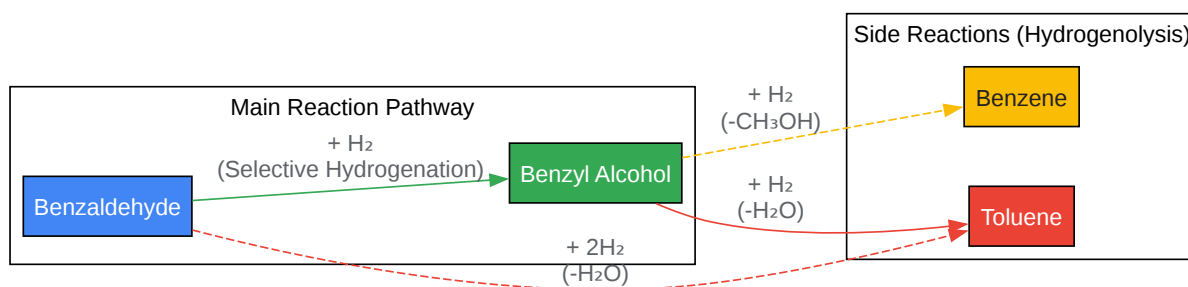 Side Reactions (Hydrogenolysis)
Main Reaction Pathway
+ H₂
(-CH₃OH)
Benzene
+ H₂
(Selective Hydrogenation)
Benzaldehyde
Benzyl Alcohol
+ H₂
(-H₂O)
Toluene
+ 2H₂
(-H₂O)